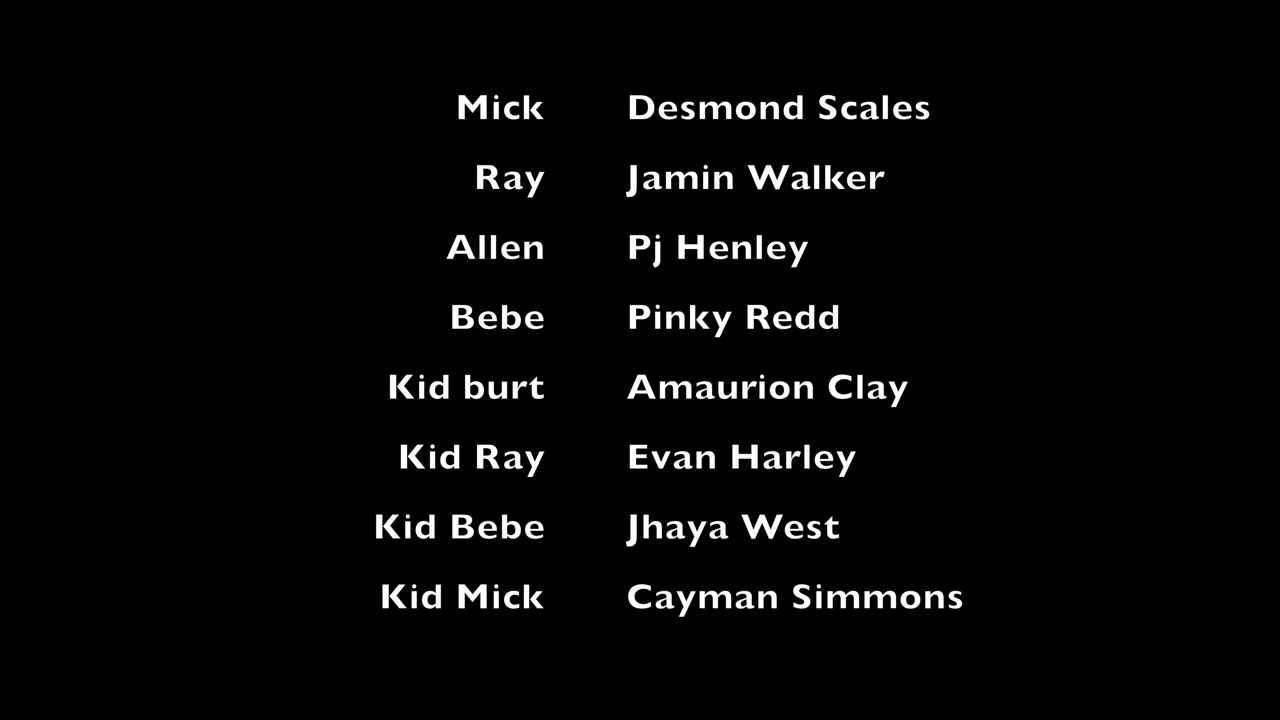 Mick Desmond Scales
Ray Jamin Walker
Allen Pj Henley
Bebe Pinky Redd
Kid burt Amaurion Clay
Kid Ray Evan Harley
Kid Bebe Jhaya West
Kid Mick Cayman Simmons